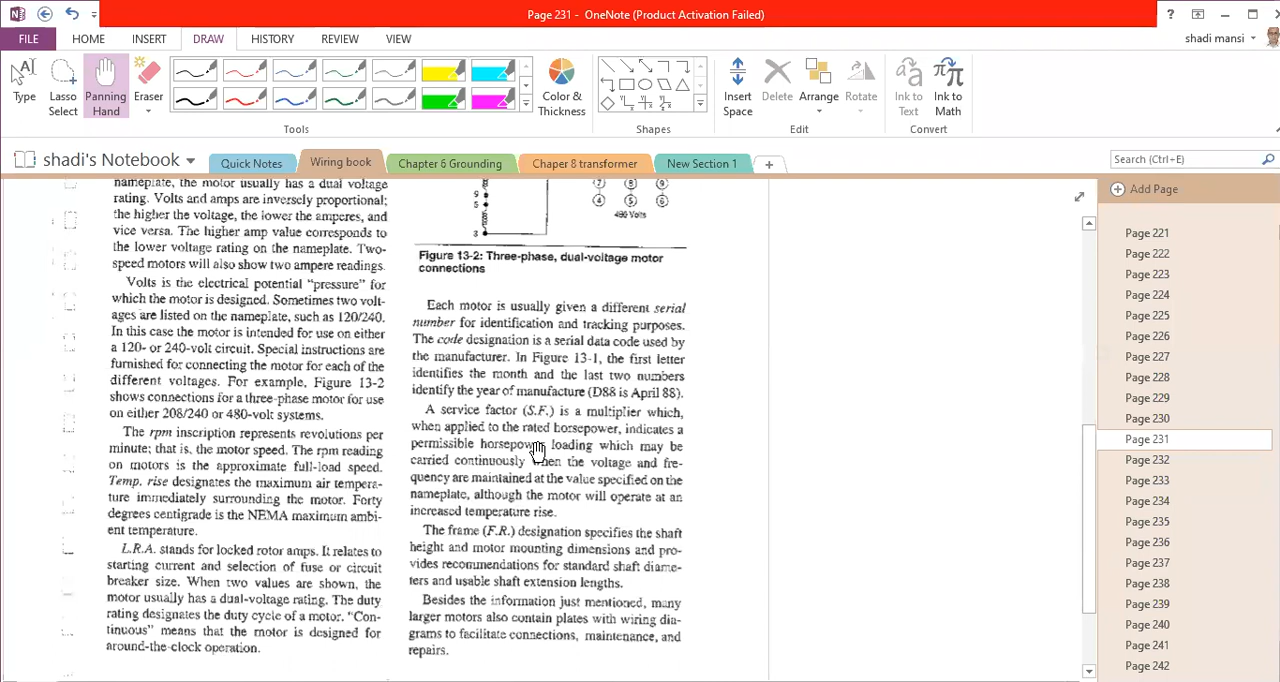 Page 231 - OneNote (Product Activation Failed)
FILE HOME INSERT DRAW HISTORY REVIEW VIEW
shadi mansi
Type
Lasso Select
Panning Hand
Eraser
Color & Thickness
Insert Space
Delete
Arrange
Rotate
Ink to Text
Ink to Math
Tools
Shapes
Edit
Convert
shadi's Notebook
Quick Notes
Wiring book
Chapter 6 Grounding
Chaper 8 transformer
New Section 1
Search (Ctrl+E)
Add Page
Page 221
Page 222
Page 223
Page 224
Page 225
Page 226
Page 227
Page 228
Page 229
Page 230
Page 231
Page 232
Page 233
Page 234
Page 235
Page 236
Page 237
Page 238
Page 239
Page 240
Page 241
Page 242
nameplate, the motor usually has a dual voltage
rating. Volts and amps are inversely proportional;
the higher the voltage, the lower the amperes, and
vice versa. The higher amp value corresponds to
the lower voltage rating on the nameplate. Two-
speed motors will also show two ampere readings.
Volts is the electrical potential “pressure” for
which the motor is designed. Sometimes two volt-
ages are listed on the nameplate, such as 120/240.
In this case the motor is intended for use on either
a 120- or 240-volt circuit. Special instructions are
furnished for connecting the motor for each of the
different voltages. For example, Figure 13-2
shows connections for a three-phase motor for use
on either 208/240 or 480-volt systems.
The rpm inscription represents revolutions per
minute; that is, the motor speed. The rpm reading
on motors is the approximate full-load speed.
Temp. rise designates the maximum air tempera-
ture immediately surrounding the motor. Forty
degrees centigrade is the NEMA maximum ambi-
ent temperature.
L.R.A. stands for locked rotor amps. It relates to
starting current and selection of fuse or circuit
breaker size. When two values are shown, the
motor usually has a dual-voltage rating. The duty
rating designates the duty cycle of a motor. “Con-
tinuous” means that the motor is designed for
around-the-clock operation.
7 8 9
4 5 6
480 Volts
Figure 13-2: Three-phase, dual-voltage motor
connections
Each motor is usually given a different serial
number for identification and tracking purposes.
The code designation is a serial data code used by
the manufacturer. In Figure 13-1, the first letter
identifies the month and the last two numbers
identify the year of manufacture (D88 is April 88).
A service factor (S.F.) is a multiplier which,
when applied to the rated horsepower, indicates a
permissible horsepower loading which may be
carried continuously when the voltage and fre-
quency are maintained at the value specified on the
nameplate, although the motor will operate at an
increased temperature rise.
The frame (F.R.) designation specifies the shaft
height and motor mounting dimensions and pro-
vides recommendations for standard shaft diame-
ters and usable shaft extension lengths.
Besides the information just mentioned, many
larger motors also contain plates with wiring dia-
grams to facilitate connections, maintenance, and
repairs.